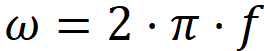 ω = 2 · π · f